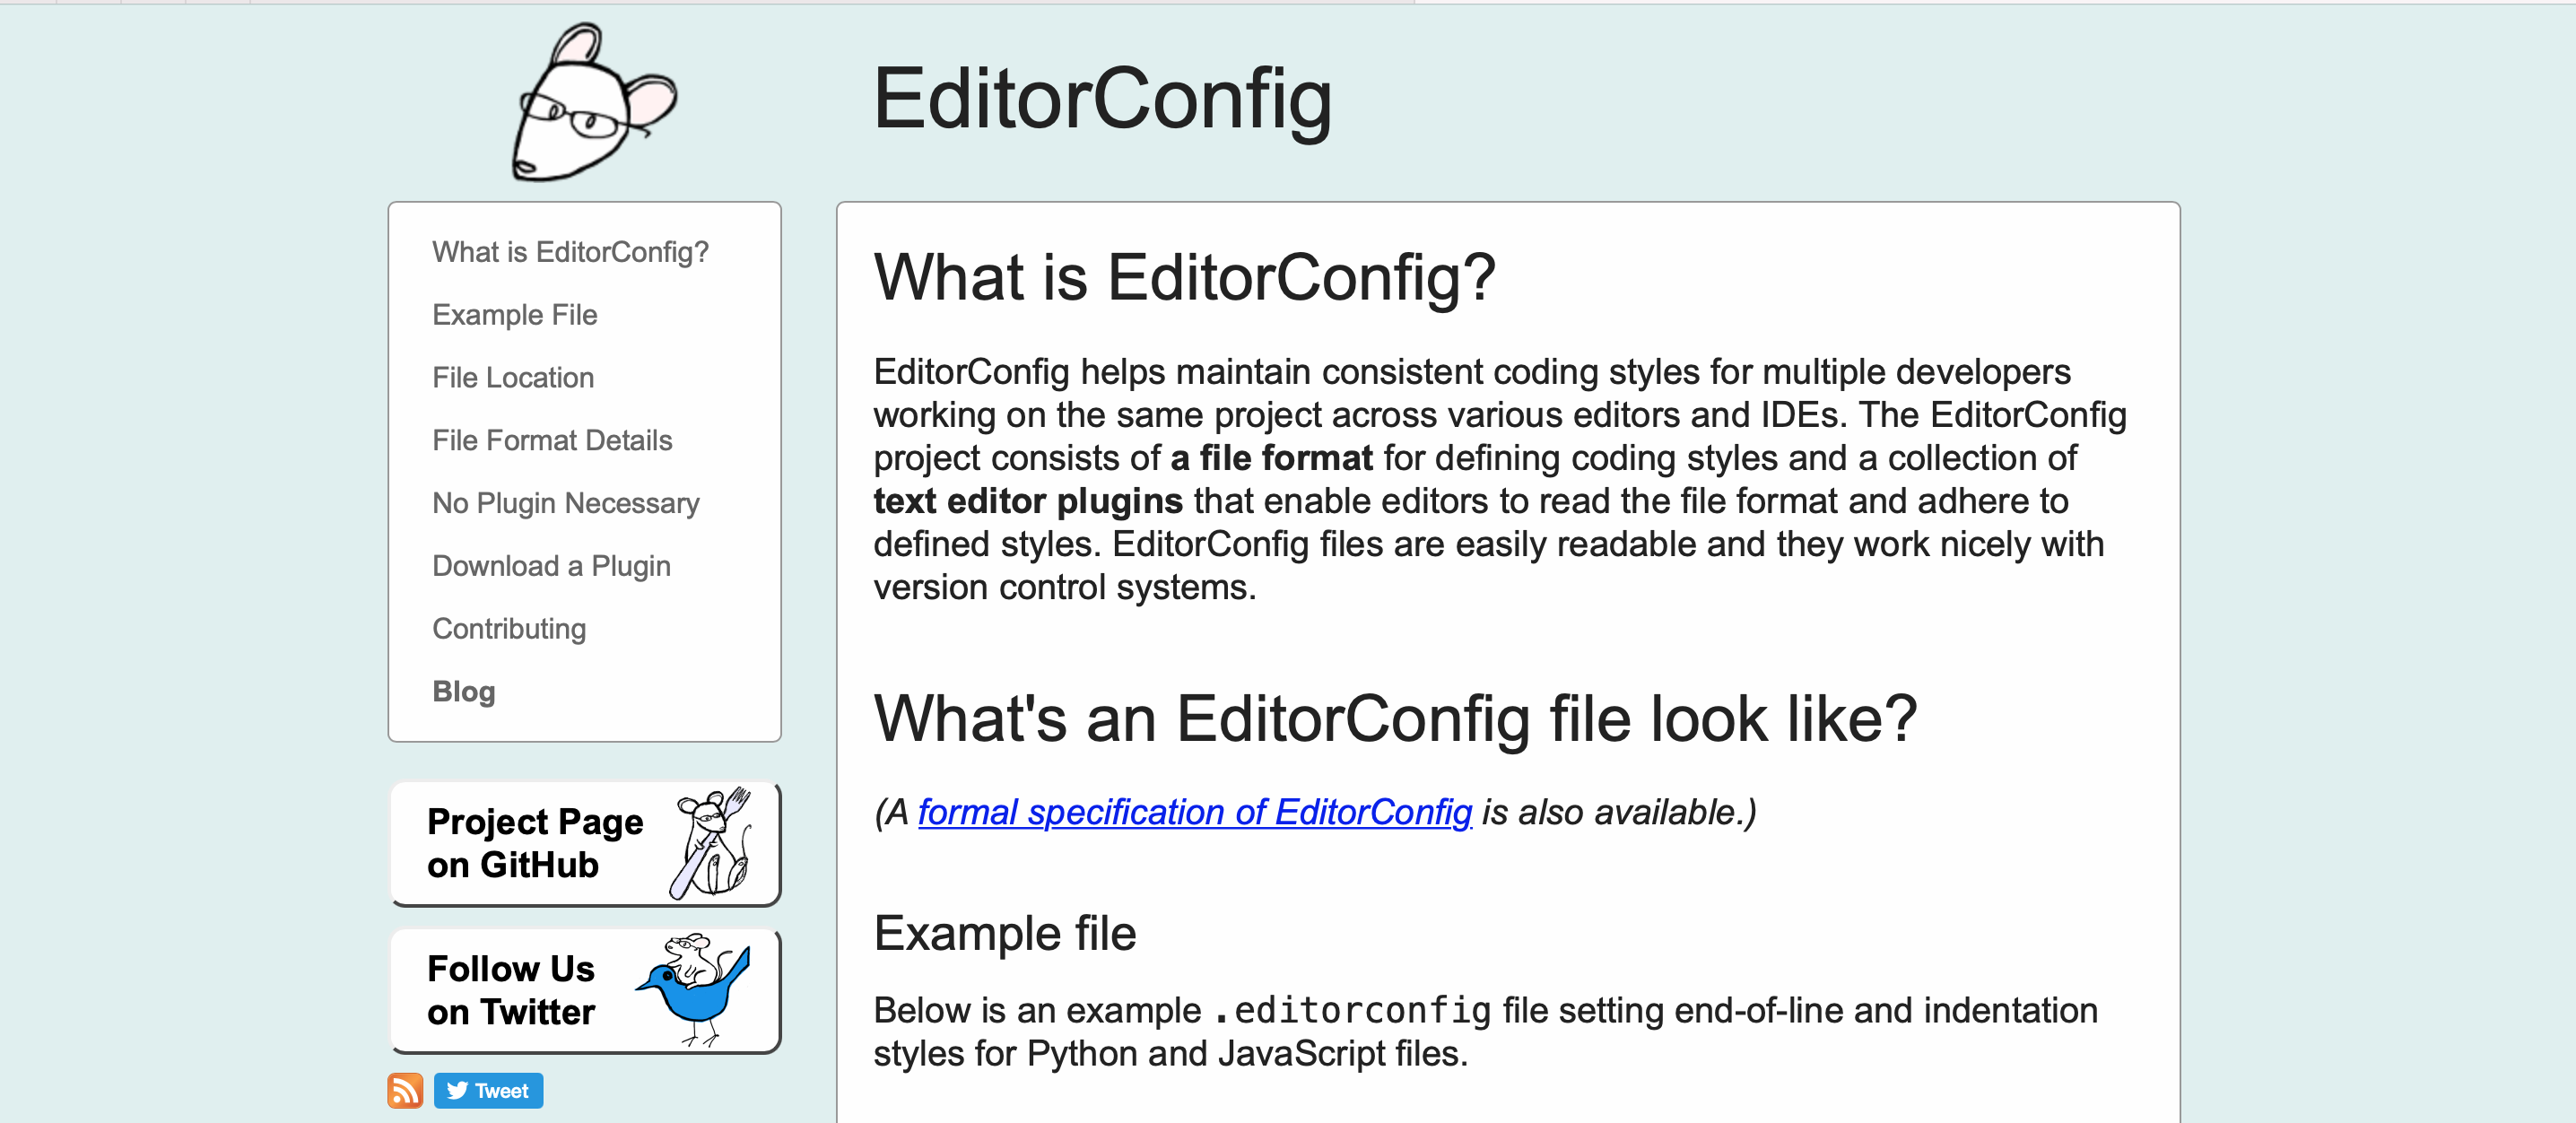 EditorConfig
What is EditorConfig?
Example File
File Location
File Format Details
No Plugin Necessary
Download a Plugin
Contributing
Blog
Project Page
on GitHub
Follow Us
on Twitter
Tweet
What is EditorConfig?
EditorConfig helps maintain consistent coding styles for multiple developers
working on the same project across various editors and IDEs. The EditorConfig
project consists of a file format for defining coding styles and a collection of
text editor plugins that enable editors to read the file format and adhere to
defined styles. EditorConfig files are easily readable and they work nicely with
version control systems.
What's an EditorConfig file look like?
(A formal specification of EditorConfig is also available.)
Example file
Below is an example .editorconfig file setting end-of-line and indentation
styles for Python and JavaScript files.